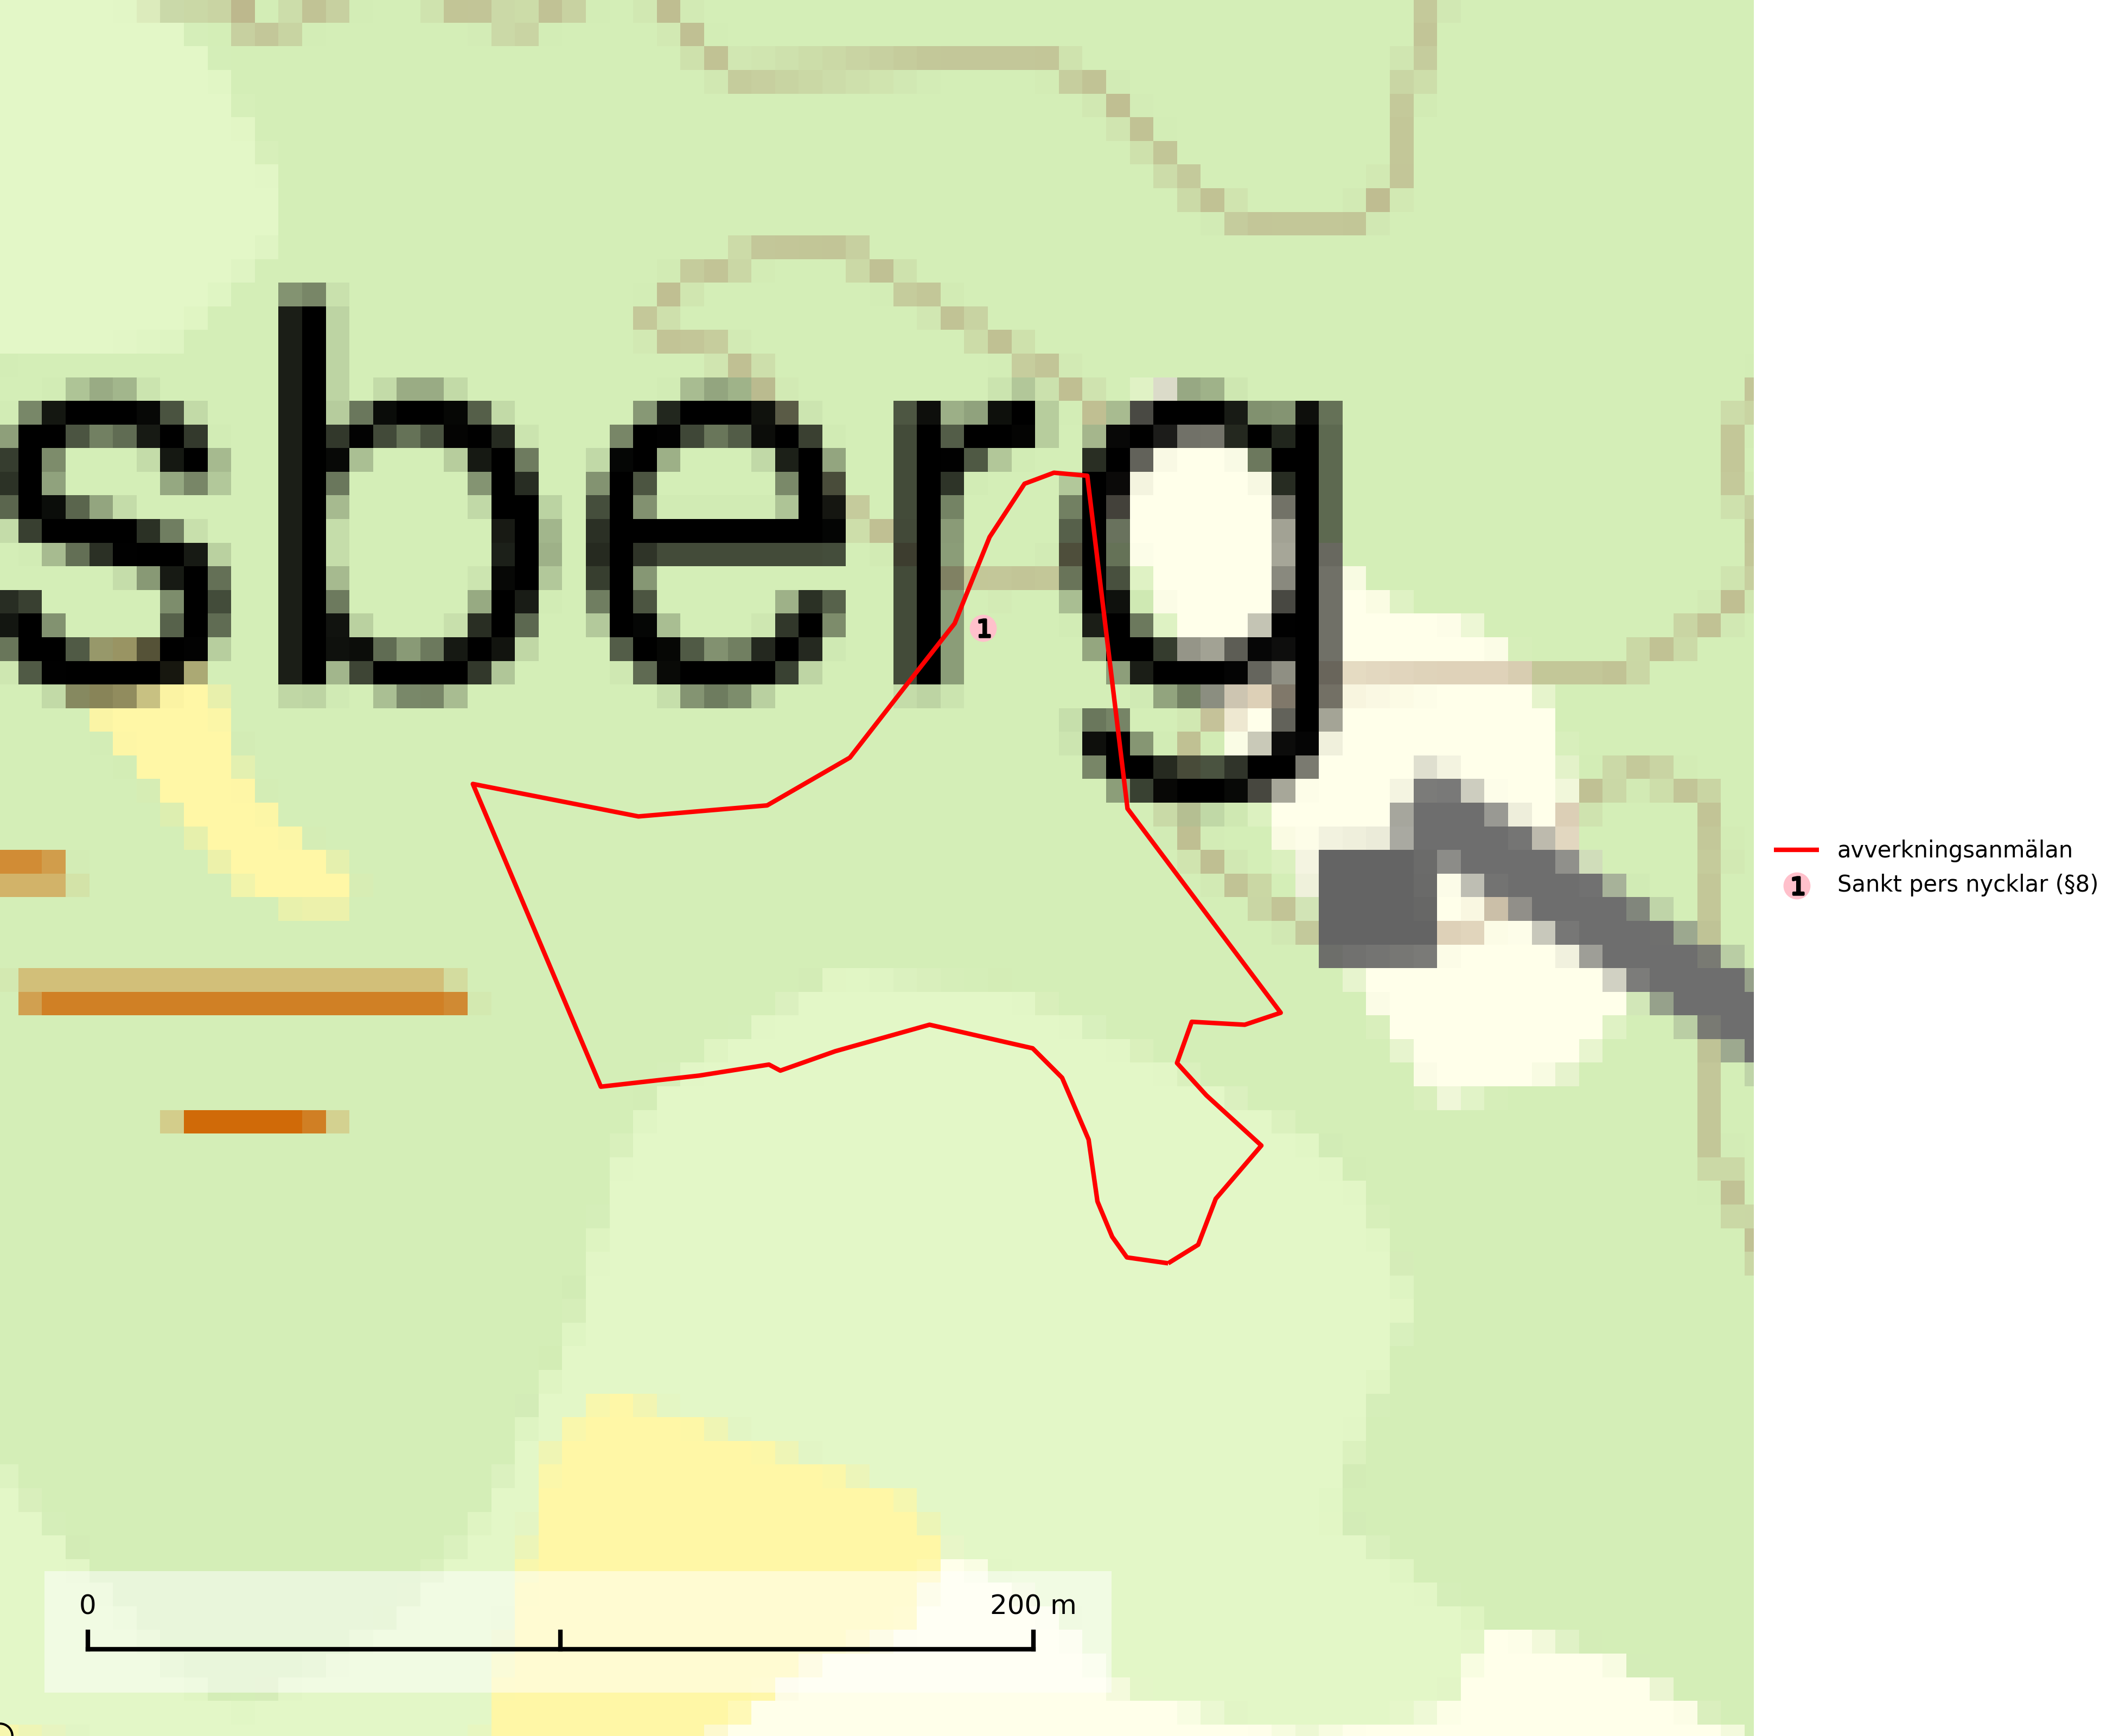 sberg
1
avverkningsanmälan
1 Sankt pers nycklar (§8)
0 200 m